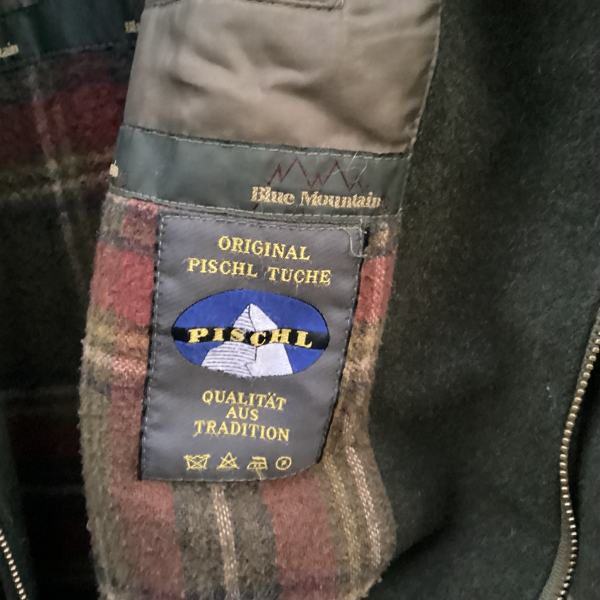 Blue Mountain
ORIGINAL
PISCHL TUCHE
PISCHL
QUALITÄT
AUS
TRADITION